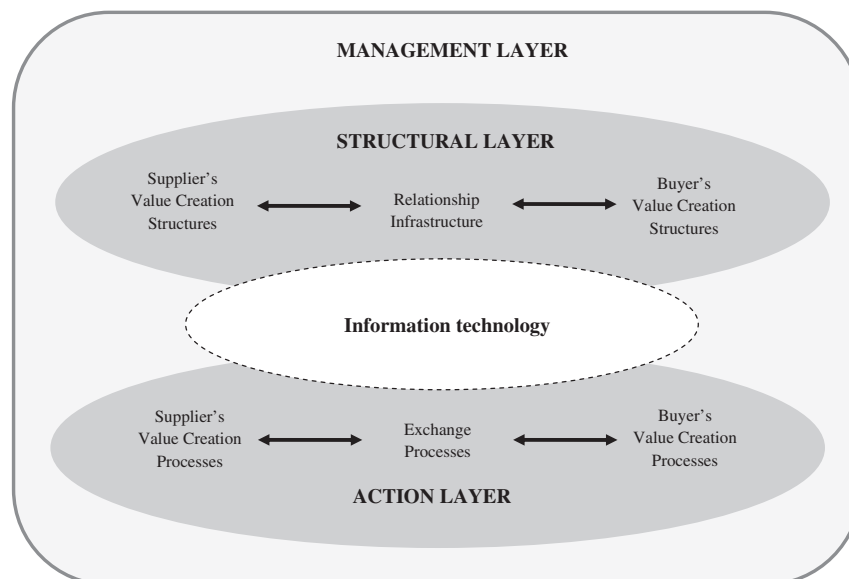 MANAGEMENT LAYER
STRUCTURAL LAYER
Supplier’s
Value Creation
Structures
Relationship
Infrastructure
Buyer’s
Value Creation
Structures
Information technology
Supplier’s
Value Creation
Processes
Exchange
Processes
Buyer’s
Value Creation
Processes
ACTION LAYER